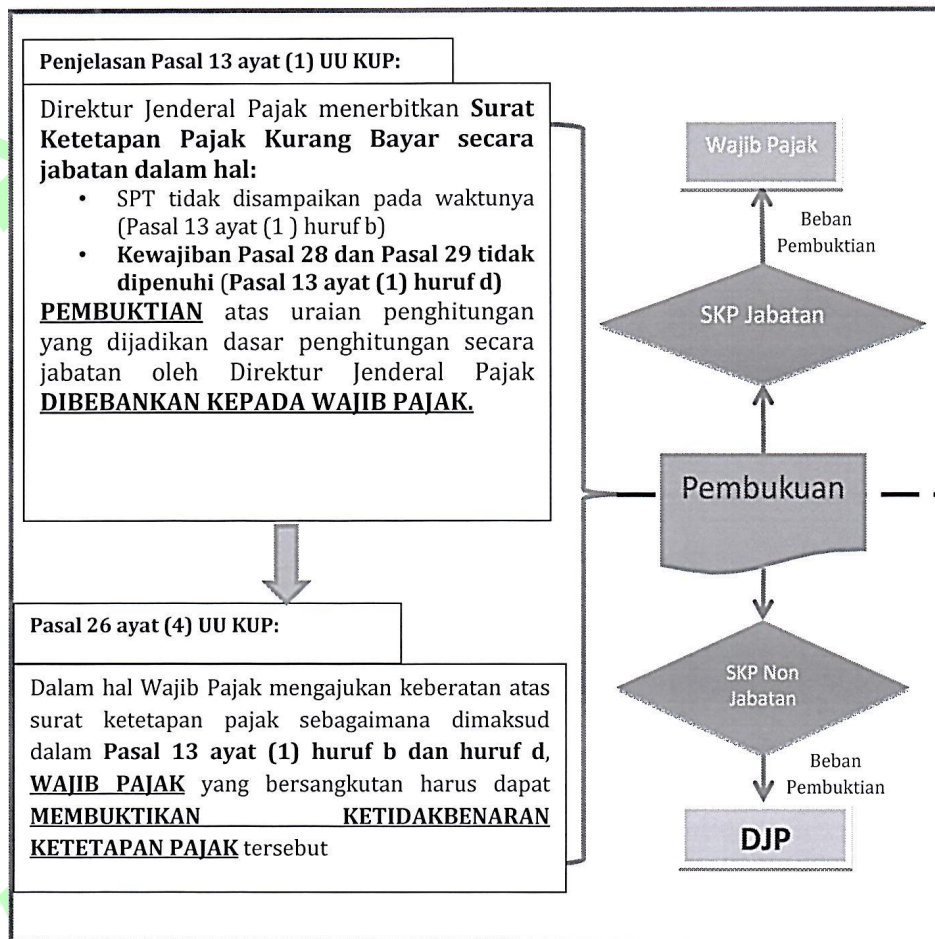 Penjelasan Pasal 13 ayat (1) UU KUP:
Direktur Jenderal Pajak menerbitkan Surat
Ketetapan Pajak Kurang Bayar secara
jabatan dalam hal:
• SPT tidak disampaikan pada waktunya
(Pasal 13 ayat (1 ) huruf b)
• Kewajiban Pasal 28 dan Pasal 29 tidak
dipenuhi (Pasal 13 ayat (1) huruf d)
PEMBUKTIAN atas uraian penghitungan
yang dijadikan dasar penghitungan secara
jabatan oleh Direktur Jenderal Pajak
DIBEBANKAN KEPADA WAJIB PAJAK.
Pasal 26 ayat (4) UU KUP:
Dalam hal Wajib Pajak mengajukan keberatan atas
surat ketetapan pajak sebagaimana dimaksud
dalam Pasal 13 ayat (1) huruf b dan huruf d,
WAJIB PAJAK yang bersangkutan harus dapat
MEMBUKTIKAN KETIDAKBENARAN
KETETAPAN PAJAK tersebut
Wajib Pajak
Beban
Pembuktian
SKP Jabatan
Pembukuan
SKP Non
Jabatan
Beban
Pembuktian
DJP